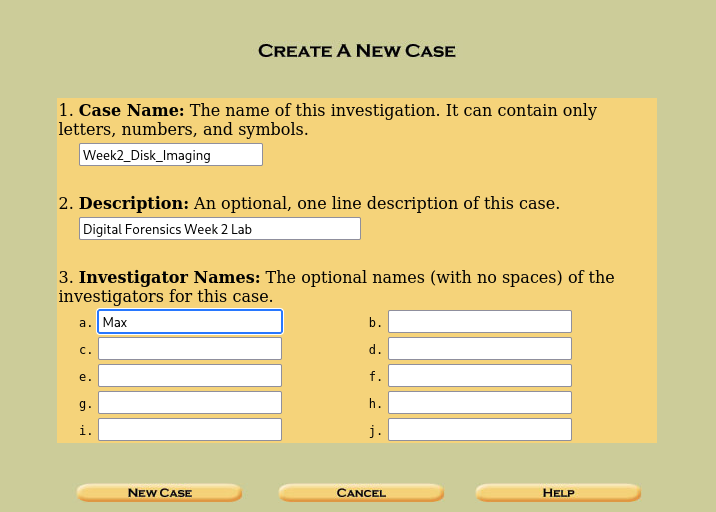 CREATE A NEW CASE
1. Case Name: The name of this investigation. It can contain only
letters, numbers, and symbols.
Week2_Disk_Imaging
2. Description: An optional, one line description of this case.
Digital Forensics Week 2 Lab
3. Investigator Names: The optional names (with no spaces) of the
investigators for this case.
a. Max b.
c. d.
e. f.
g. h.
i. j.
NEW CASE CANCEL HELP